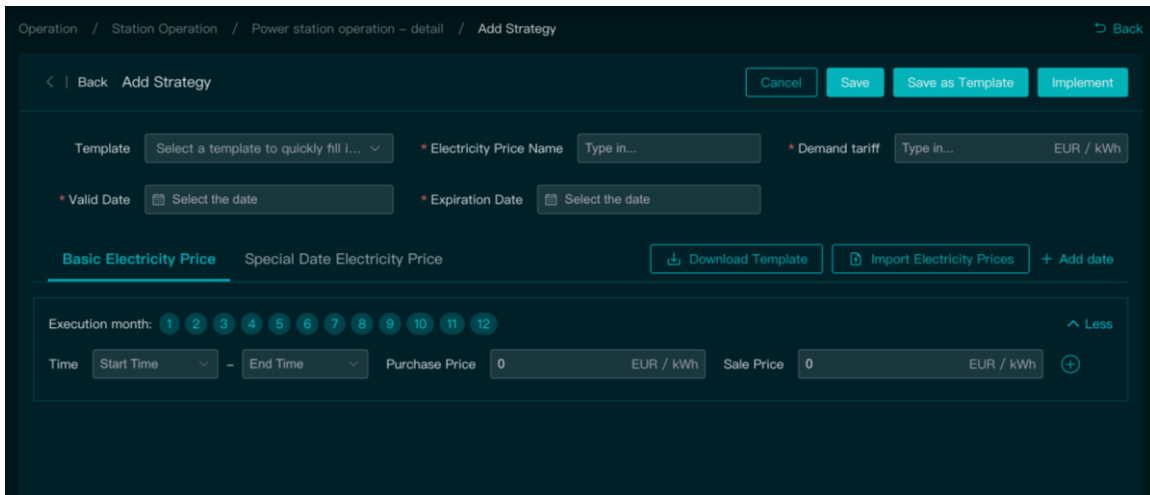 Operation / Station Operation / Power station operation – detail / Add Strategy Back
Back Add Strategy Cancel Save Save as Template Implement
Template Select a template to quickly fill i... * Electricity Price Name Type in... * Demand tariff Type in... EUR / kWh
* Valid Date Select the date * Expiration Date Select the date
Basic Electricity Price Special Date Electricity Price Download Template Import Electricity Prices + Add date
Execution month: 1 2 3 4 5 6 7 8 9 10 11 12 Less
Time Start Time – End Time Purchase Price 0 EUR / kWh Sale Price 0 EUR / kWh